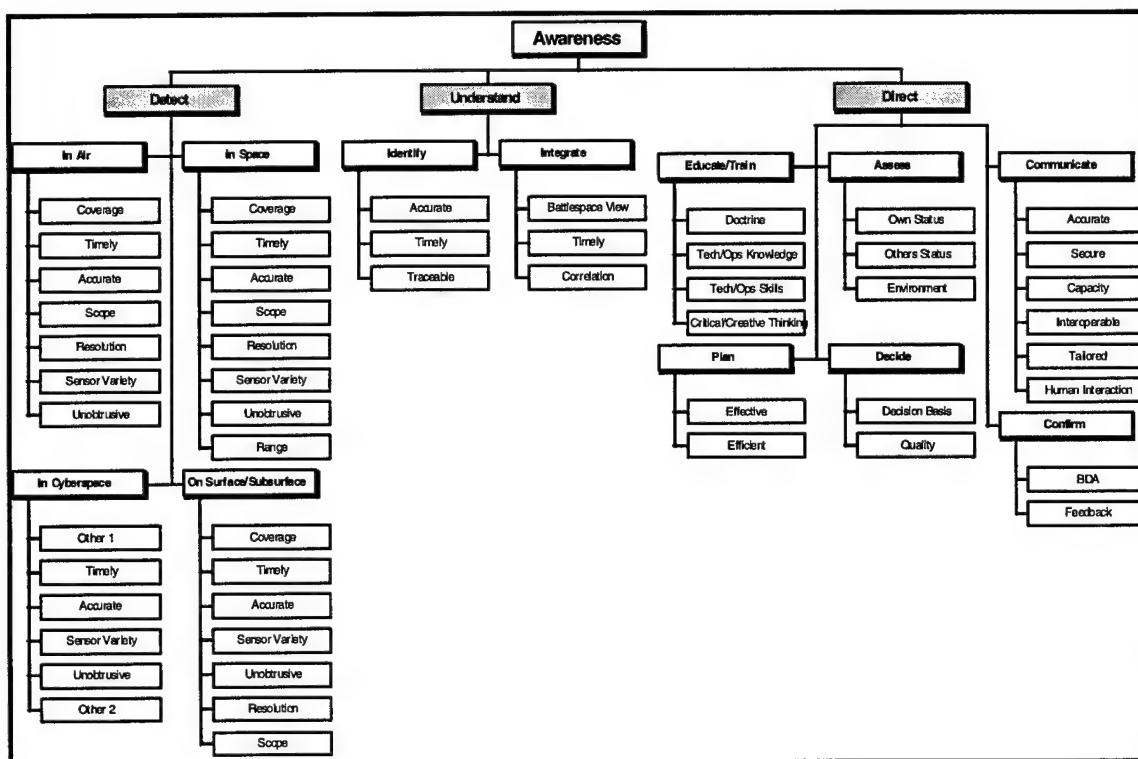 Awareness
Detect
Understand
Direct
In Air
Coverage
Timely
Accurate
Scope
Resolution
Sensor Variety
Unobtrusive
In Space
Coverage
Timely
Accurate
Scope
Resolution
Sensor Variety
Unobtrusive
Range
In Cyberspace
Other 1
Timely
Accurate
Sensor Variety
Unobtrusive
Other 2
On Surface/Subsurface
Coverage
Timely
Accurate
Sensor Variety
Unobtrusive
Resolution
Scope
Identify
Accurate
Timely
Traceable
Integrate
Battlespace View
Timely
Correlation
Educate/Train
Doctrine
Tech/Ops Knowledge
Tech/Ops Skills
Critical/Creative Thinking
Assess
Own Status
Others Status
Environment
Plan
Effective
Efficient
Decide
Decision Basis
Quality
Communicate
Accurate
Secure
Capacity
Interoperable
Tailored
Human Interaction
Confirm
BDA
Feedback